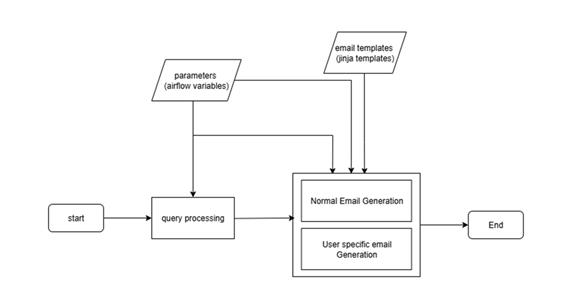 email templates
(jinja templates)
parameters
(airflow variables)
Normal Email Generation
start
query processing
End
User specific email
Generation